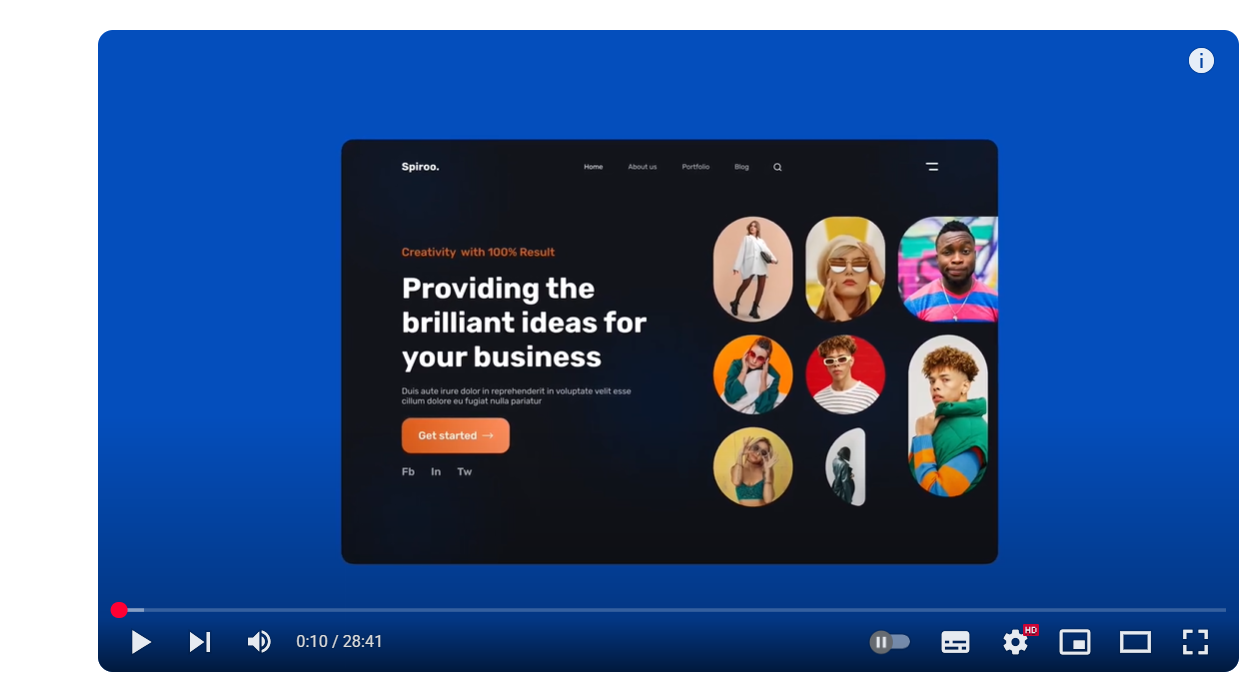 Spiroo.
Home About us Portfolio Blog
Creativity with 100% Result
Providing the
brilliant ideas for
your business
Duis aute irure dolor in reprehenderit in voluptate velit esse
cillum dolore eu fugiat nulla pariatur
Get started →
Fb In Tw
0:10 / 28:41
HD